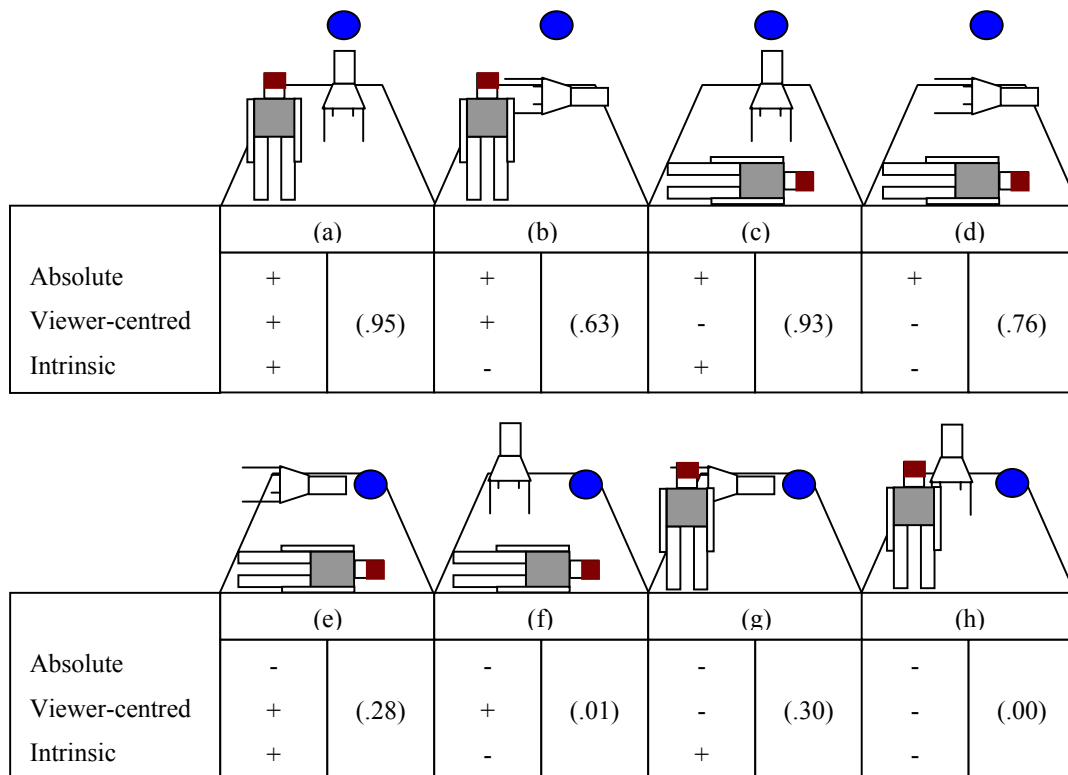 (a) (b) (c) (d)
Absolute + + + +
Viewer-centred + (.95) + (.63) - (.93) - (.76)
Intrinsic + - + -
(e) (f) (g) (h)
Absolute - - - -
Viewer-centred + (.28) + (.01) - (.30) - (.00)
Intrinsic + - + -